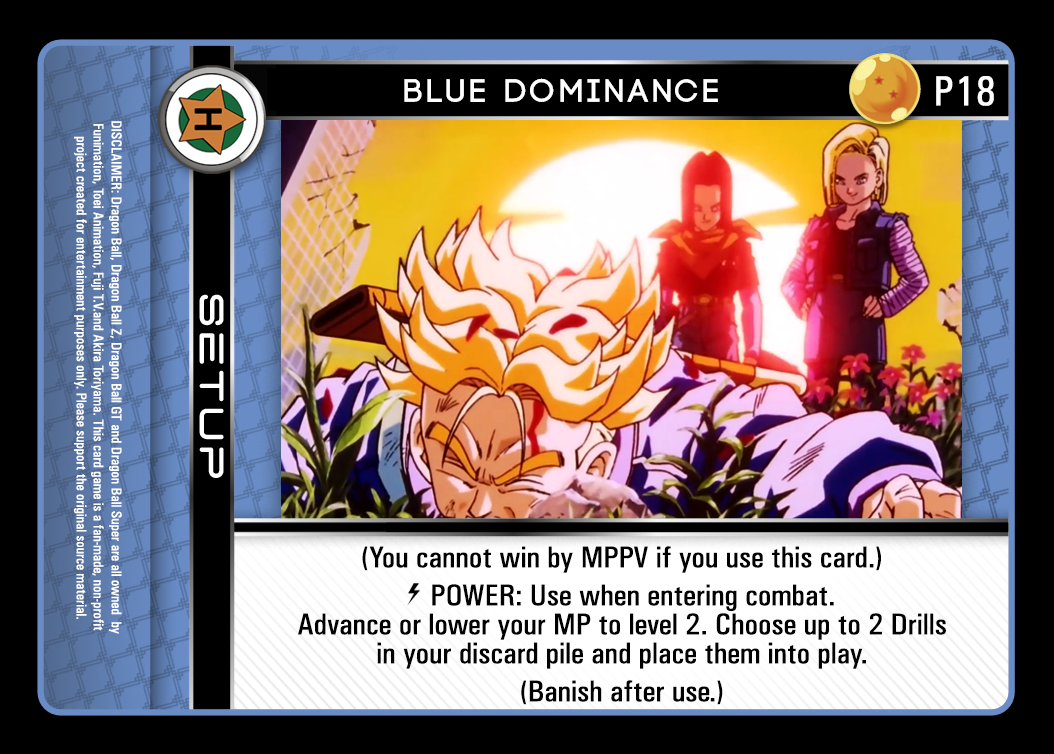 BLUE DOMINANCE
P18
H
SETUP
(You cannot win by MPPV if you use this card.)
POWER: Use when entering combat.
Advance or lower your MP to level 2. Choose up to 2 Drills
in your discard pile and place them into play.
(Banish after use.)
DISCLAIMER: Dragon Ball, Dragon Ball Z, Dragon Ball GT and Dragon Ball Super are all owned by
Funimation, Toei Animation, Fuji T.V.and Akira Toriyama. This card game is a fan-made, non-profit
project created for entertainment purposes only. Please support the original source material.